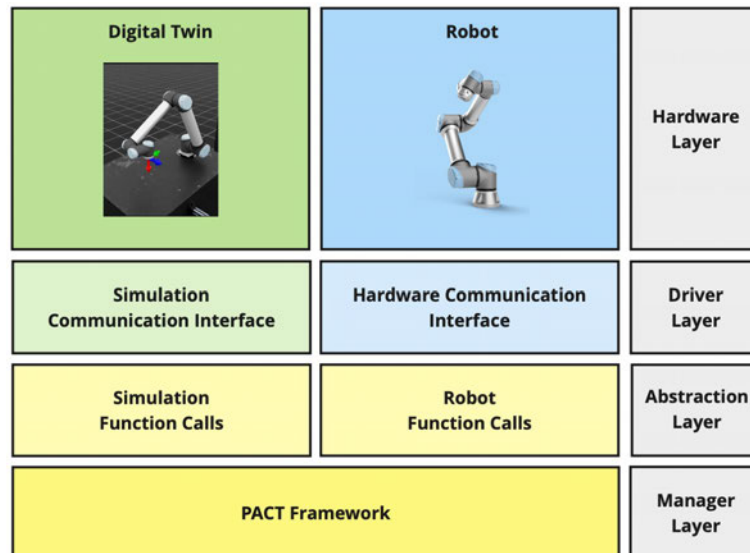 Digital Twin
Robot
Hardware
Layer
Simulation
Communication Interface
Hardware Communication
Interface
Driver
Layer
Simulation
Function Calls
Robot
Function Calls
Abstraction
Layer
PACT Framework
Manager
Layer